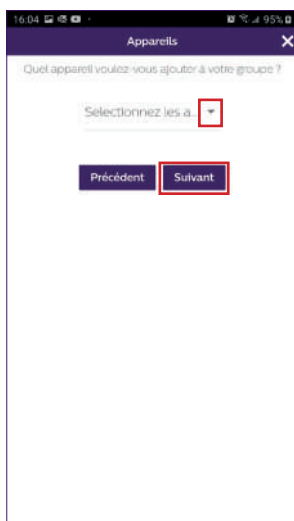 16:04 95%
Appareils
Quel appareil voulez-vous ajouter à votre groupe ?
Selectionnez les a...
Précédent Suivant